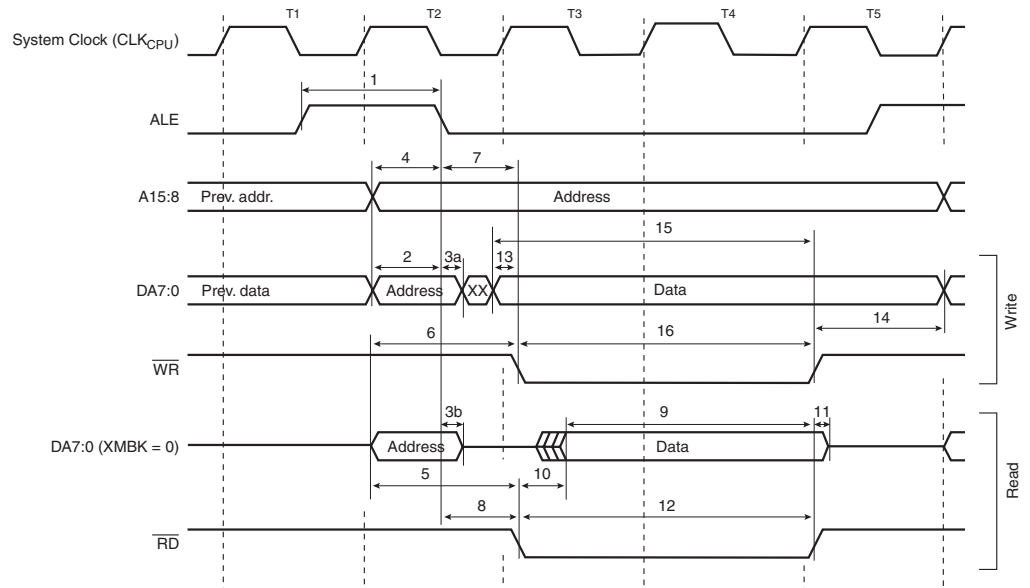 T1 T2 T3 T4 T5
System Clock (CLKCPU)
1
ALE
4 7
A15:8 Prev. addr. Address
15
2 3a 13
DA7:0 Prev. data Address XX Data
14
6 16
WR
Write
3b 9 11
DA7:0 (XMBK = 0) Address Data
5 10
8 12
RD
Read